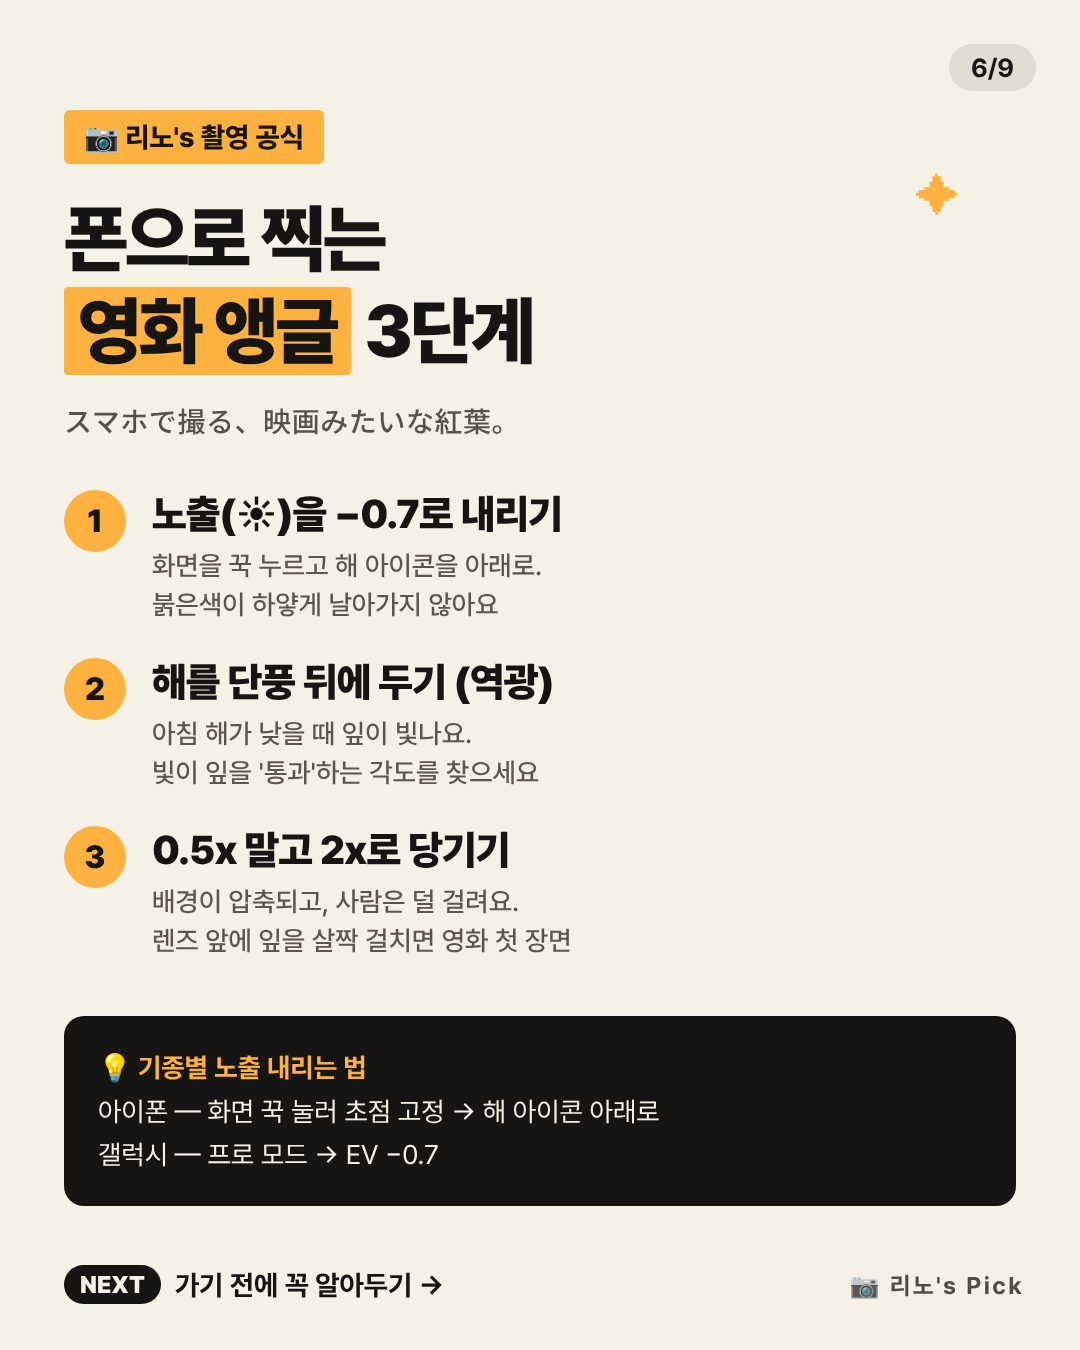 6/9
📷 리노's 촬영 공식
폰으로 찍는
영화 앵글 3단계
スマホで撮る、映画みたいな紅葉。
1 노출(☀)을 −0.7로 내리기
화면을 꾹 누르고 해 아이콘을 아래로.
붉은색이 하얗게 날아가지 않아요
2 해를 단풍 뒤에 두기 (역광)
아침 해가 낮을 때 잎이 빛나요.
빛이 잎을 '통과'하는 각도를 찾으세요
3 0.5x 말고 2x로 당기기
배경이 압축되고, 사람은 덜 걸려요.
렌즈 앞에 잎을 살짝 걸치면 영화 첫 장면
💡 기종별 노출 내리는 법
아이폰 — 화면 꾹 눌러 초점 고정 → 해 아이콘 아래로
갤럭시 — 프로 모드 → EV −0.7
NEXT 가기 전에 꼭 알아두기 →
📷 리노's Pick